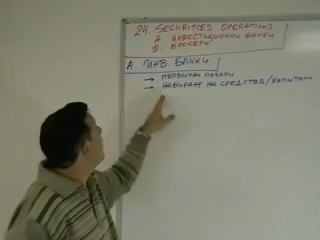 24. SECURITIES OPERATIONS
А. ИНВЕСТИЦИОННИ БАНКИ
Б. БРОКЕРИ
А. ИНВ. БАНКИ
→ ПЪРВИЧНИ ПАЗАРИ
→ НАБИРАНЕ НА СРЕДСТВА/КАПИТАЛИ